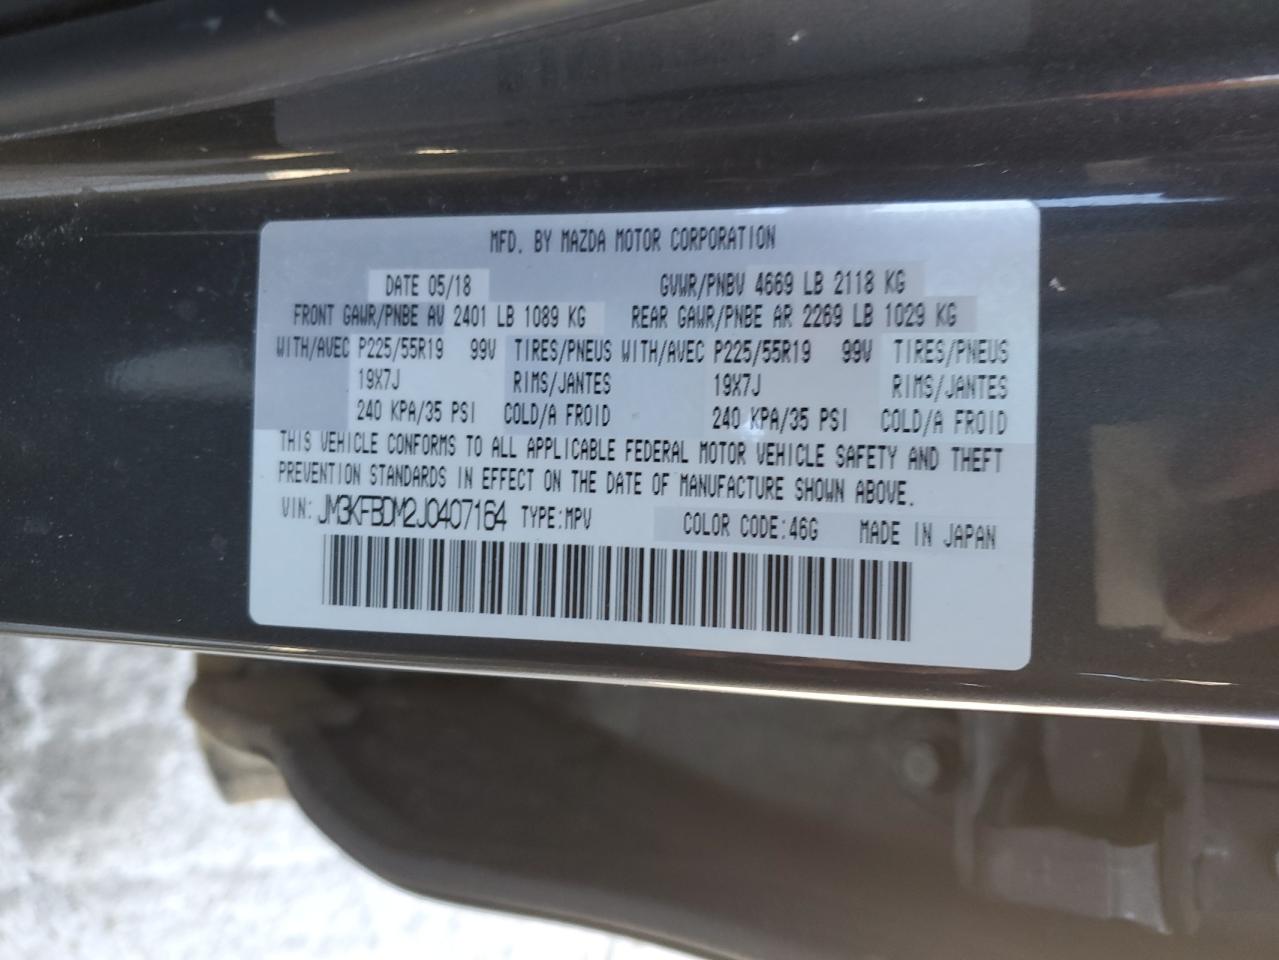 MFD. BY MAZDA MOTOR CORPORATION
DATE 05/18 GVWR/PNBV 4669 LB 2118 KG
FRONT GAWR/PNBE AV 2401 LB 1089 KG REAR GAWR/PNBE AR 2269 LB 1029 KG
WITH/AVEC P225/55R19 99V TIRES/PNEUS WITH/AVEC P225/55R19 99V TIRES/PNEUS
19X7J RIMS/JANTES 19X7J RIMS/JANTES
240 KPA/35 PSI COLD/A FROID 240 KPA/35 PSI COLD/A FROID
THIS VEHICLE CONFORMS TO ALL APPLICABLE FEDERAL MOTOR VEHICLE SAFETY AND THEFT
PREVENTION STANDARDS IN EFFECT ON THE DATE OF MANUFACTURE SHOWN ABOVE.
VIN: JM3KFBDM2J0407164 TYPE:MPV COLOR CODE:46G MADE IN JAPAN